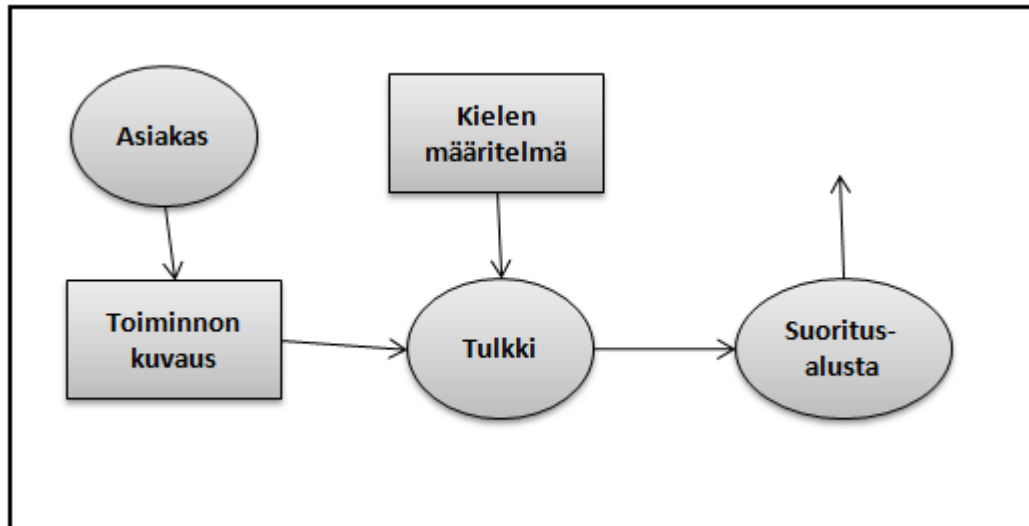 Asiakas
Kielen
määritelmä
Toiminnon
kuvaus
Tulkki
Suoritus-
alusta